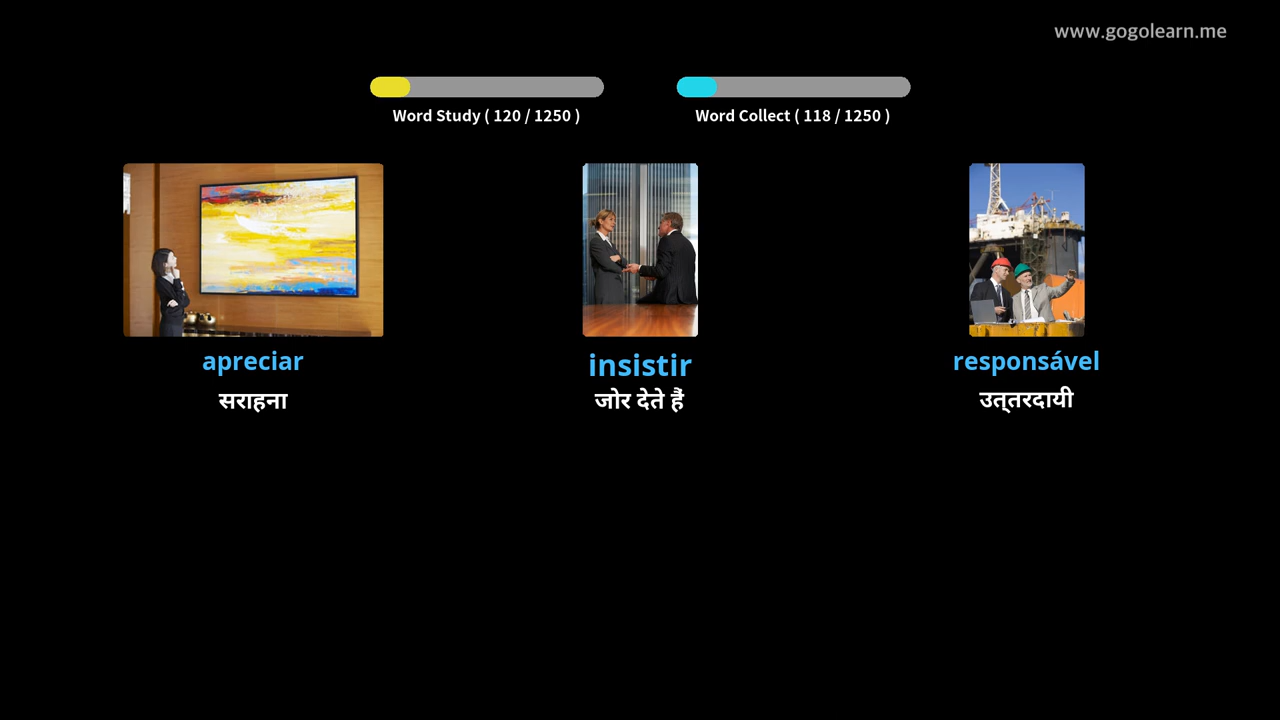 www.gogolearn.me
Word Study ( 120 / 1250 )
Word Collect ( 118 / 1250 )
apreciar
insistir
responsável
सराहना
जोर देते हैं
उत्तरदायी